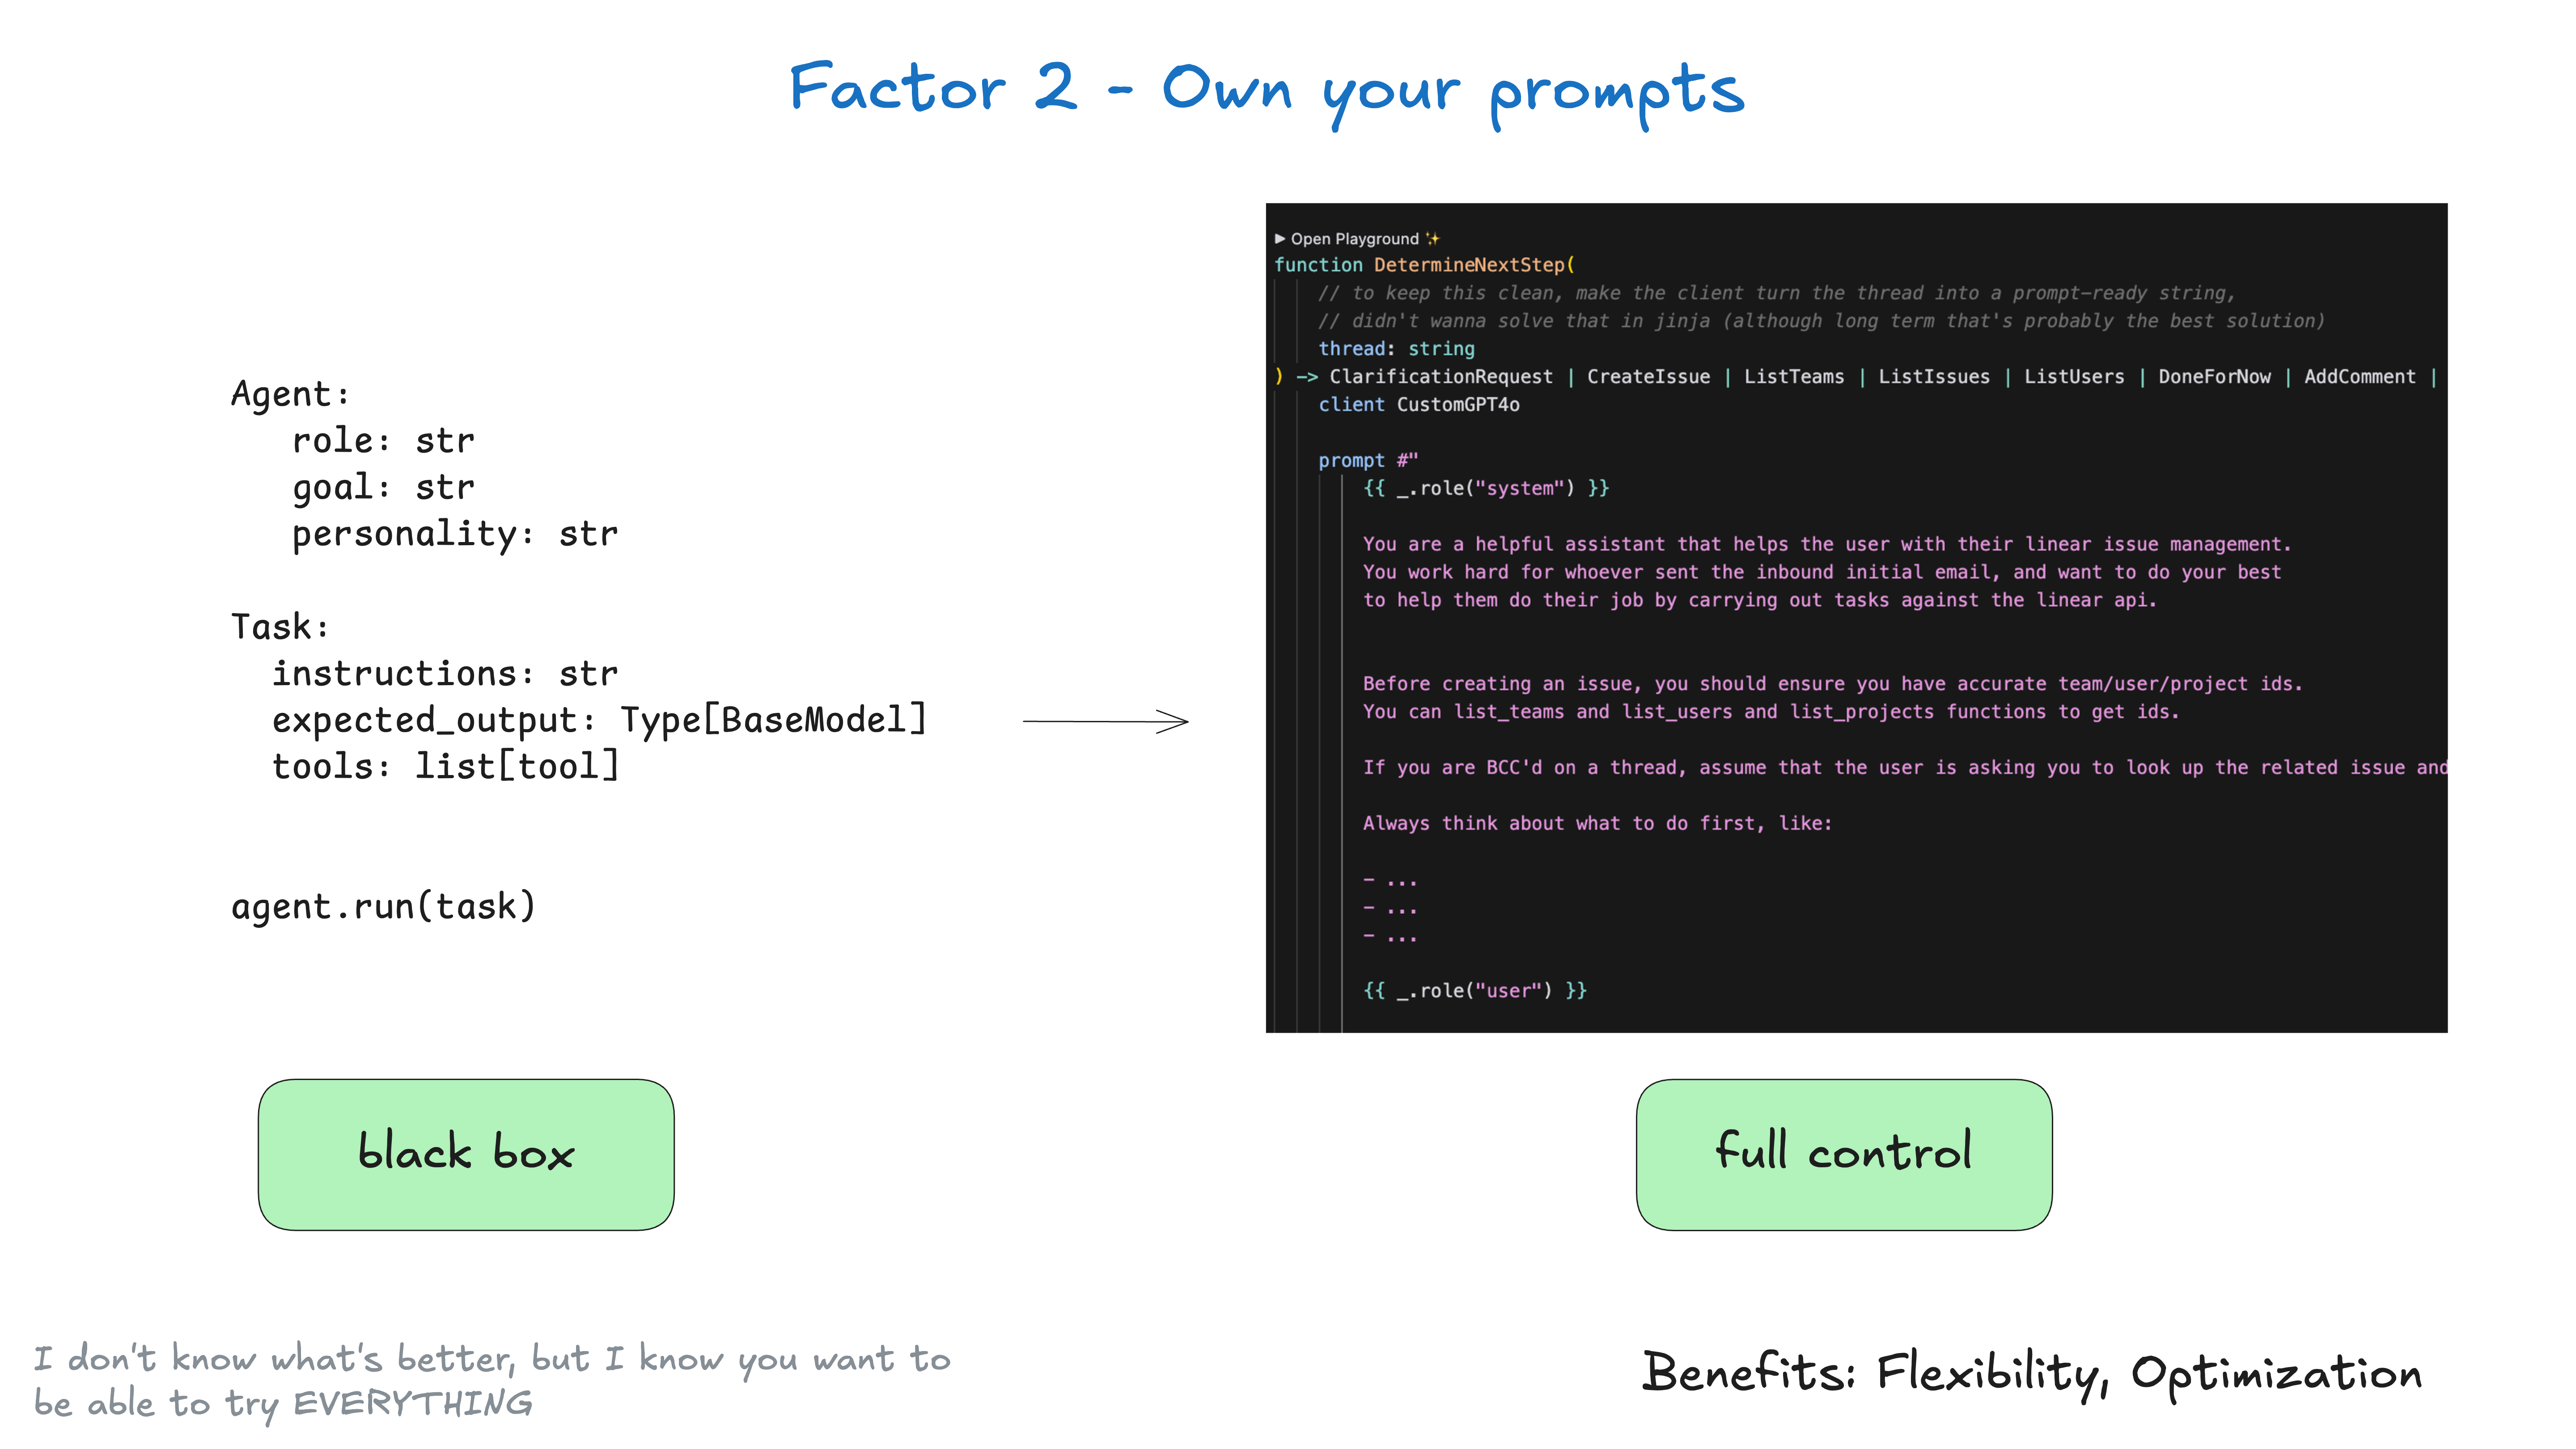 Factor 2 - Own your prompts
Agent:
role: str
goal: str
personality: str
Task:
instructions: str
expected_output: Type[BaseModel]
tools: list[tool]
agent.run(task)
▶ Open Playground ✨
function DetermineNextStep(
// to keep this clean, make the client turn the thread into a prompt-ready string,
// didn't wanna solve that in jinja (although long term that's probably the best solution)
thread: string
) -> ClarificationRequest | CreateIssue | ListTeams | ListIssues | ListUsers | DoneForNow | AddComment |
client CustomGPT4o
prompt #"
{{ _.role("system") }}
You are a helpful assistant that helps the user with their linear issue management.
You work hard for whoever sent the inbound initial email, and want to do your best
to help them do their job by carrying out tasks against the linear api.
Before creating an issue, you should ensure you have accurate team/user/project ids.
You can list_teams and list_users and list_projects functions to get ids.
If you are BCC'd on a thread, assume that the user is asking you to look up the related issue and
Always think about what to do first, like:
- ...
- ...
- ...
{{ _.role("user") }}
black box
full control
I don't know what's better, but I know you want to
be able to try EVERYTHING
Benefits: Flexibility, Optimization